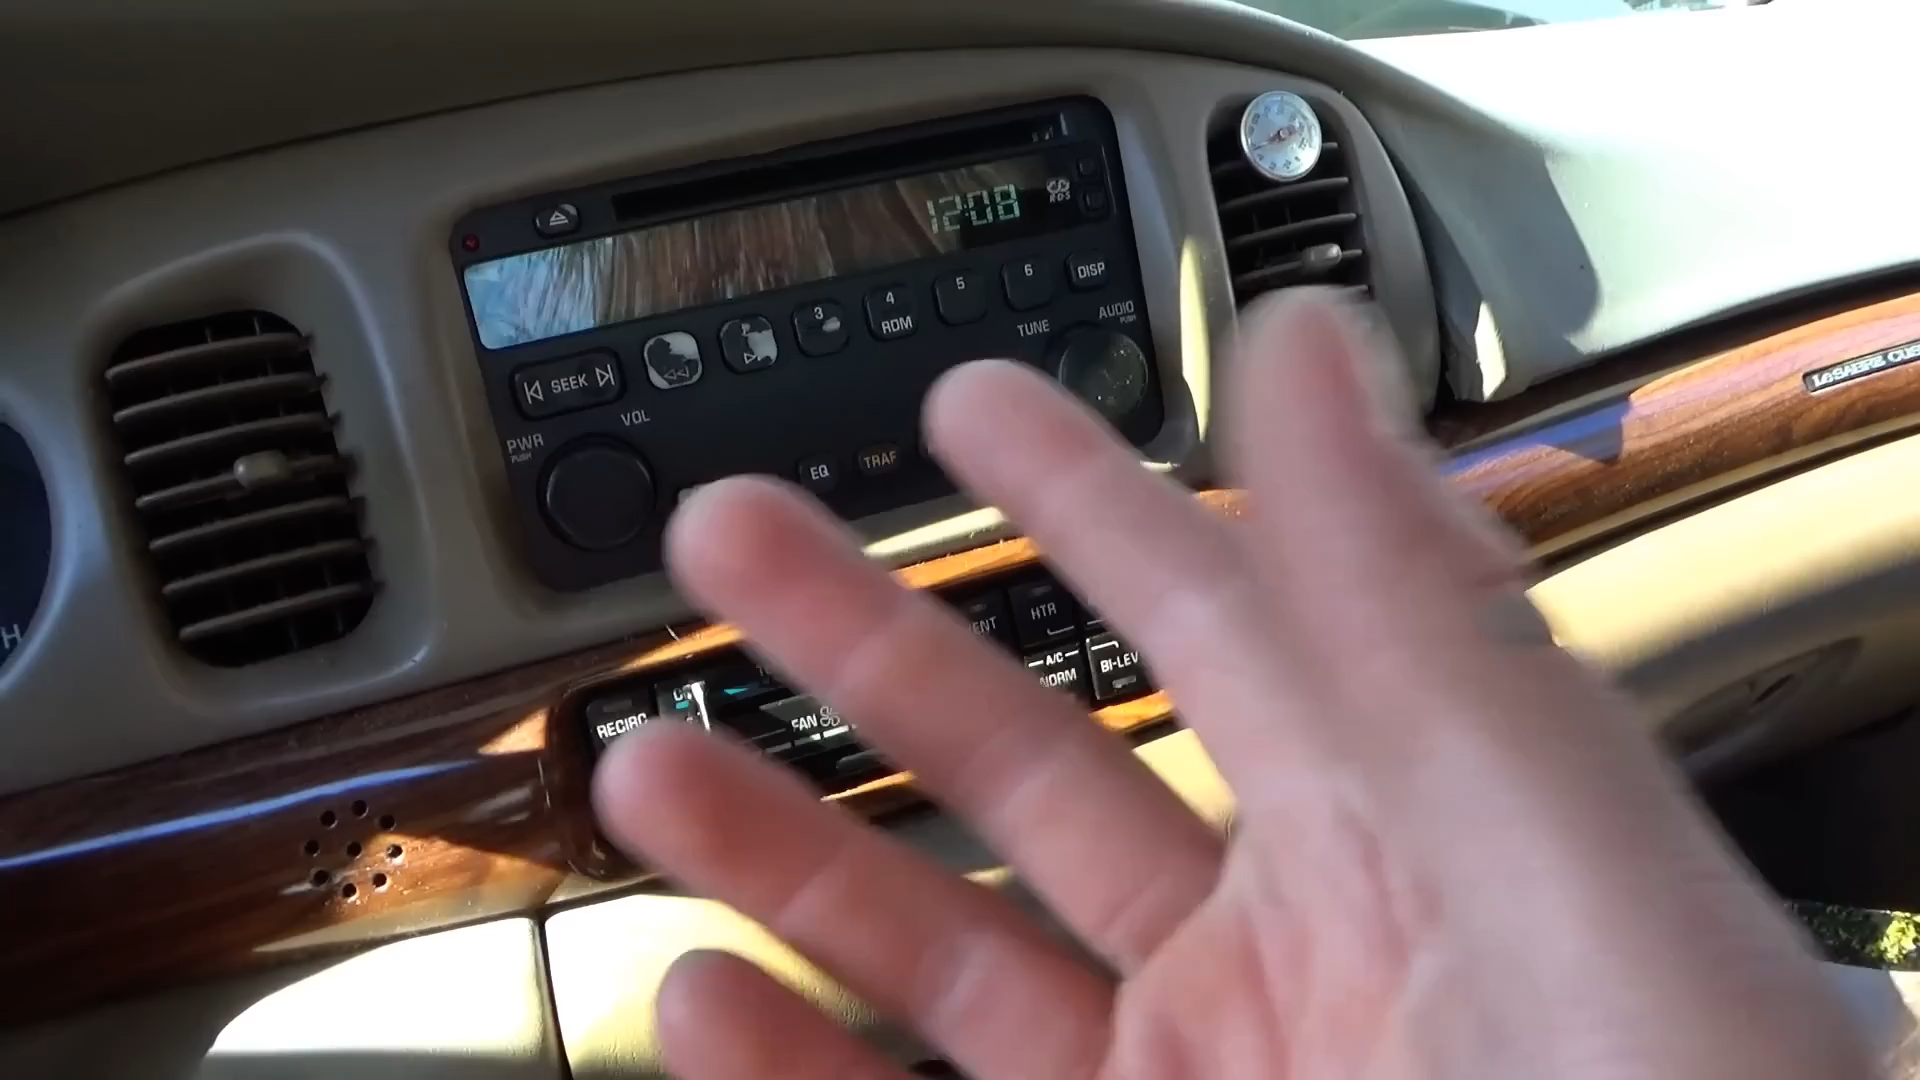 12:08
RDS
3
4
RDM
5
6
DISP
SEEK
VOL
TUNE
AUDIO
PUSH
PWR
PUSH
EQ
TRAF
LeSABRE
HTR
A/C
NORM
BI-LEV
RECIRC
FAN
H